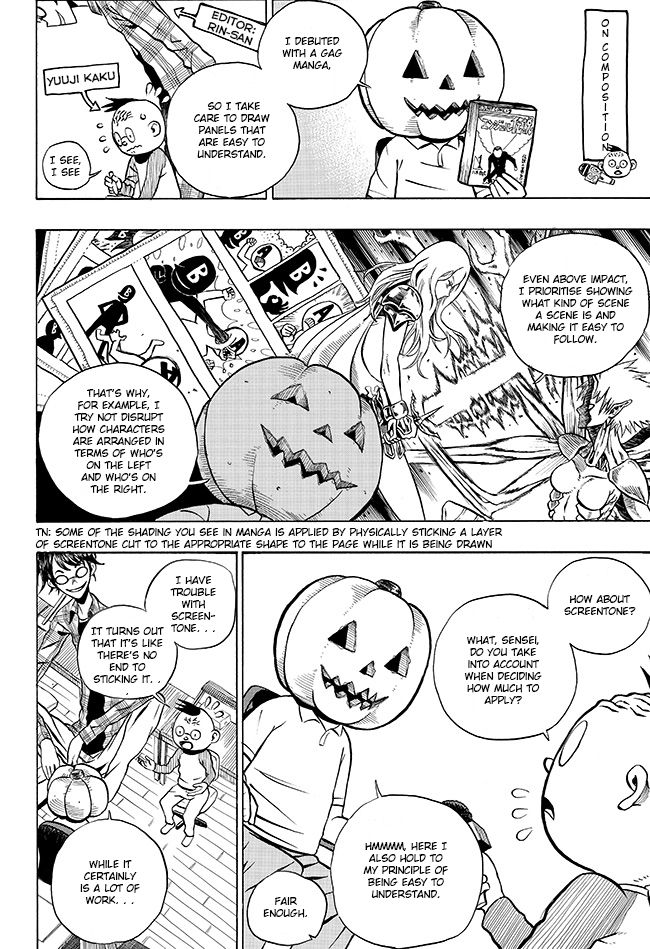 ON COMPOSITION
I DEBUTED
WITH A GAG
MANGA,
EDITOR:
RIN-SAN
SO I TAKE
CARE TO DRAW
PANELS THAT
ARE EASY TO
UNDERSTAND.
YUUJI KAKU
I SEE,
I SEE
EVEN ABOVE IMPACT,
I PRIORITISE SHOWING
WHAT KIND OF SCENE
A SCENE IS AND
MAKING IT EASY TO
FOLLOW.
B
B
A
B
A
THAT'S WHY,
FOR EXAMPLE, I
TRY NOT DISRUPT
HOW CHARACTERS
ARE ARRANGED IN
TERMS OF WHO'S
ON THE LEFT
AND WHO'S ON
THE RIGHT.
TN: SOME OF THE SHADING YOU SEE IN MANGA IS APPLIED BY PHYSICALLY STICKING A LAYER
OF SCREENTONE CUT TO THE APPROPRIATE SHAPE TO THE PAGE WHILE IT IS BEING DRAWN
HOW ABOUT
SCREENTONE?
WHAT, SENSEI,
DO YOU TAKE
INTO ACCOUNT
WHEN DECIDING
HOW MUCH TO
APPLY?
HMMMM, HERE I
ALSO HOLD TO
MY PRINCIPLE OF
BEING EASY TO
UNDERSTAND.
FAIR
ENOUGH.
I HAVE
TROUBLE
WITH
SCREEN-
TONE. . .
IT TURNS OUT
THAT IT'S LIKE
THERE'S NO
END TO
STICKING IT. .
WHILE IT
CERTAINLY
IS A LOT OF
WORK. . .